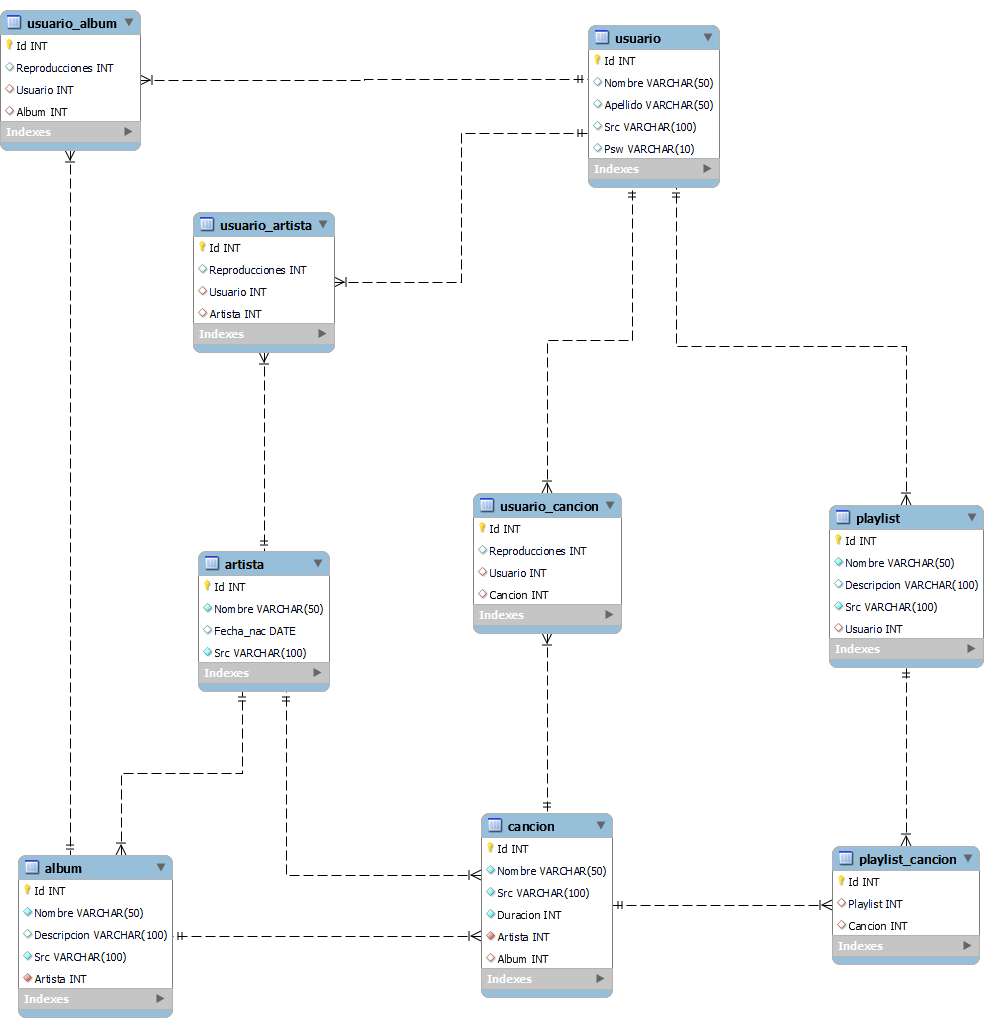 usuario_album
Id INT
Reproducciones INT
Usuario INT
Album INT
Indexes
usuario
Id INT
Nombre VARCHAR(50)
Apellido VARCHAR(50)
Src VARCHAR(100)
Psw VARCHAR(10)
Indexes
usuario_artista
Id INT
Reproducciones INT
Usuario INT
Artista INT
Indexes
usuario_cancion
Id INT
Reproducciones INT
Usuario INT
Cancion INT
Indexes
playlist
Id INT
Nombre VARCHAR(50)
Descripcion VARCHAR(100)
Src VARCHAR(100)
Usuario INT
Indexes
artista
Id INT
Nombre VARCHAR(50)
Fecha_nac DATE
Src VARCHAR(100)
Indexes
album
Id INT
Nombre VARCHAR(50)
Descripcion VARCHAR(100)
Src VARCHAR(100)
Artista INT
Indexes
cancion
Id INT
Nombre VARCHAR(50)
Src VARCHAR(100)
Duracion INT
Artista INT
Album INT
Indexes
playlist_cancion
Id INT
Playlist INT
Cancion INT
Indexes